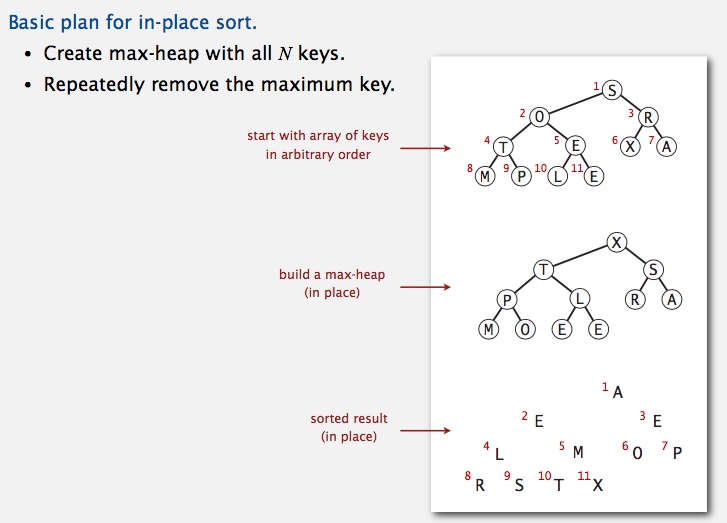 Basic plan for in-place sort.
• Create max-heap with all N keys.
• Repeatedly remove the maximum key.
start with array of keys
in arbitrary order
1 S
2 O 3 R
4 T 5 E 6 X 7 A
8 M 9 P 10 L 11 E
build a max-heap
(in place)
X
T S
P L R A
M O E E
sorted result
(in place)
1 A
2 E 3 E
4 L 5 M 6 O 7 P
8 R 9 S 10 T 11 X